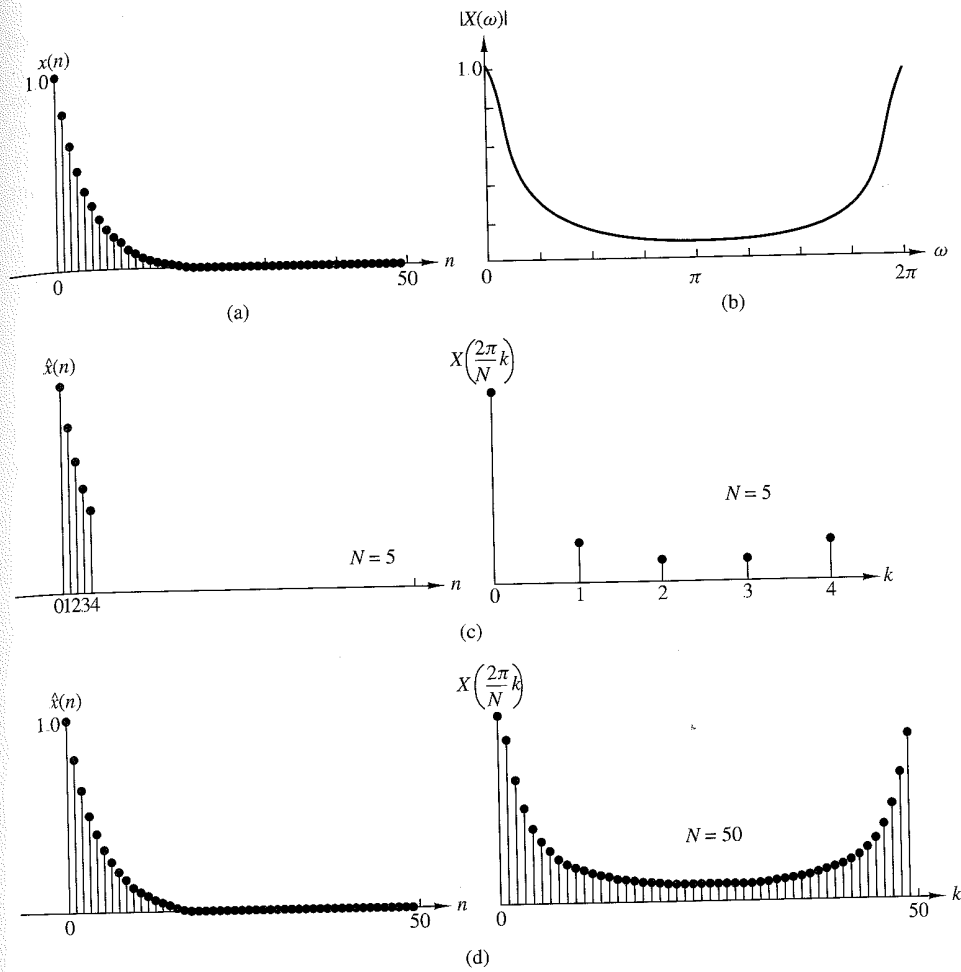 x(n)
1.0
0
50
n
(a)
|X(ω)|
1.0
0
π
2π
ω
(b)
x̂(n)
N = 5
01234
n
X(2π/N k)
N = 5
0 1 2 3 4
k
(c)
x̂(n)
1.0
0
50
n
X(2π/N k)
N = 50
0
50
k
(d)